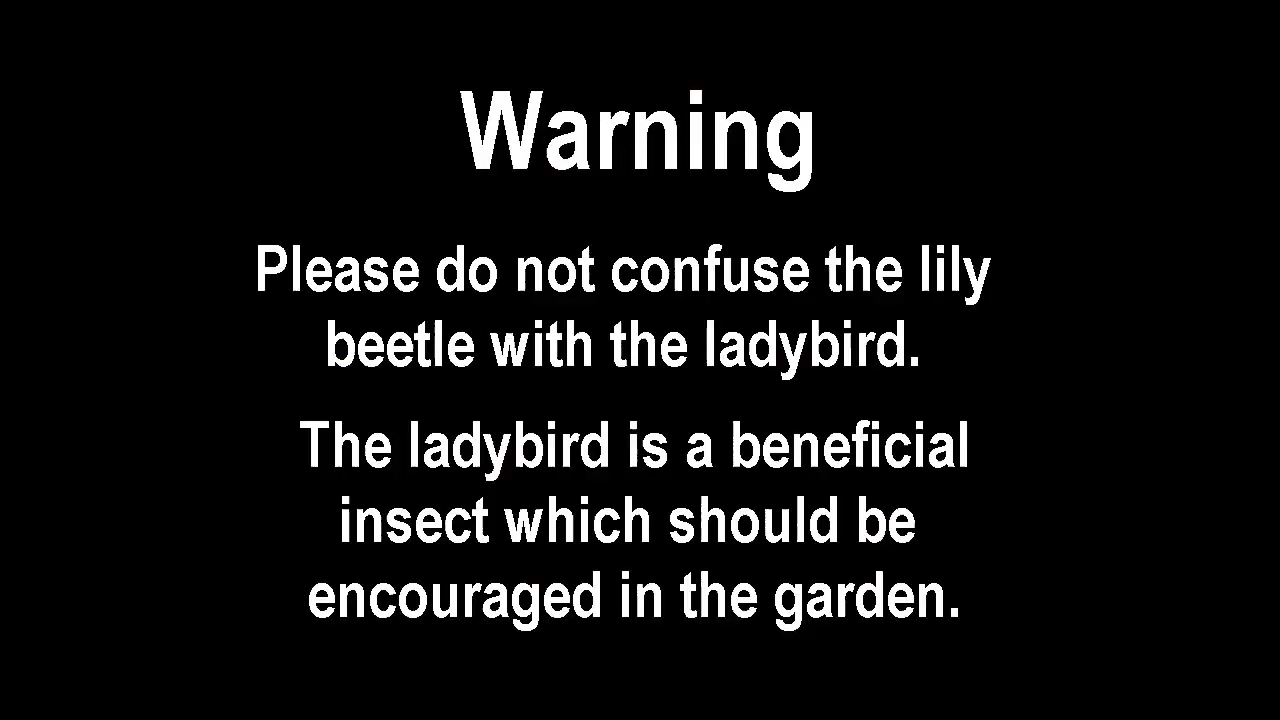 Warning
Please do not confuse the lily
beetle with the ladybird.
The ladybird is a beneficial
insect which should be
encouraged in the garden.